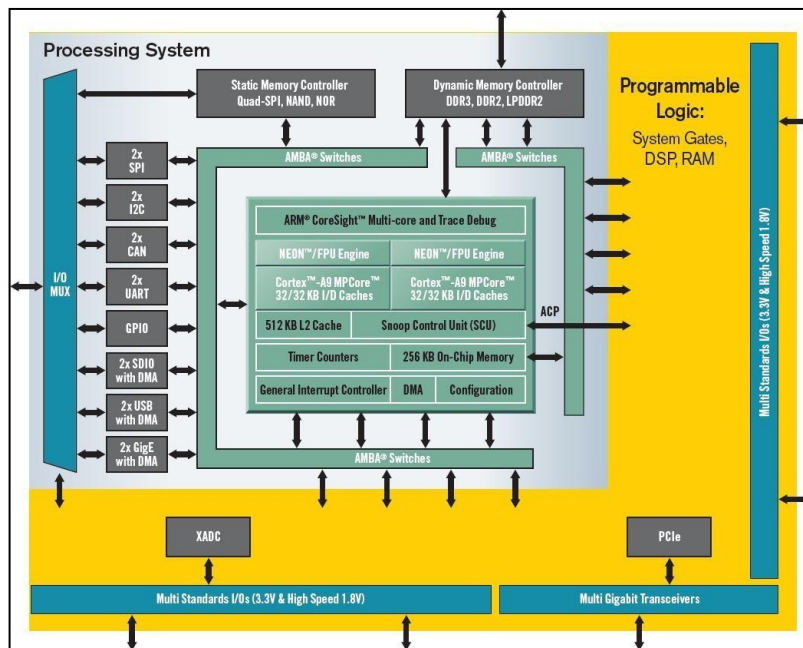 Processing System
Static Memory Controller
Quad-SPI, NAND, NOR
Dynamic Memory Controller
DDR3, DDR2, LPDDR2
Programmable
Logic:
System Gates,
DSP, RAM
AMBA® Switches
AMBA® Switches
2x
SPI
2x
I2C
2x
CAN
2x
UART
GPIO
2x SDIO
with DMA
2x USB
with DMA
2x GigE
with DMA
I/O
MUX
ARM® CoreSight™ Multi-core and Trace Debug
NEON™/FPU Engine
NEON™/FPU Engine
Cortex™-A9 MPCore™
32/32 KB I/D Caches
Cortex™-A9 MPCore™
32/32 KB I/D Caches
512 KB L2 Cache
Snoop Control Unit (SCU)
ACP
Timer Counters
256 KB On-Chip Memory
General Interrupt Controller
DMA
Configuration
AMBA® Switches
Multi Standards I/Os (3.3V & High Speed 1.8V)
XADC
PCIe
Multi Standards I/Os (3.3V & High Speed 1.8V)
Multi Gigabit Transceivers